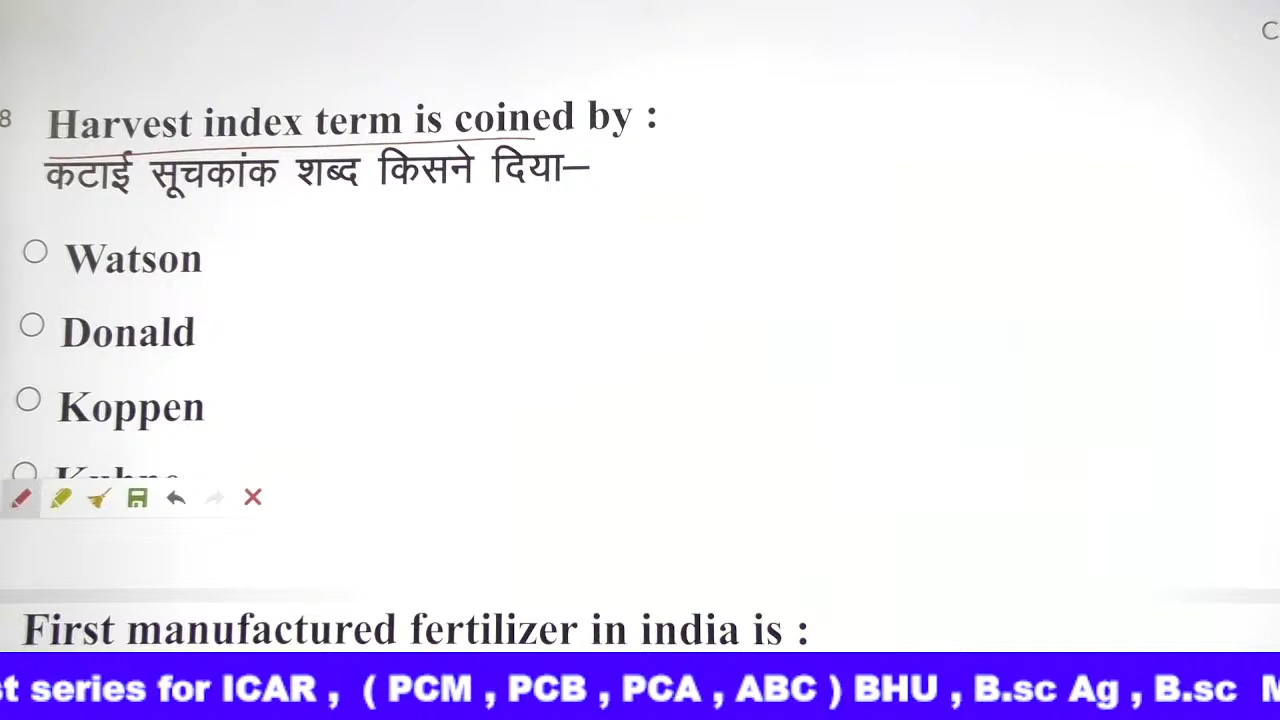 C
8
Harvest index term is coined by :
कटाई सूचकांक शब्द किसने दिया–
Watson
Donald
Koppen
First manufactured fertilizer in india is :
st series for ICAR , ( PCM , PCB , PCA , ABC ) BHU , B.sc Ag , B.sc M